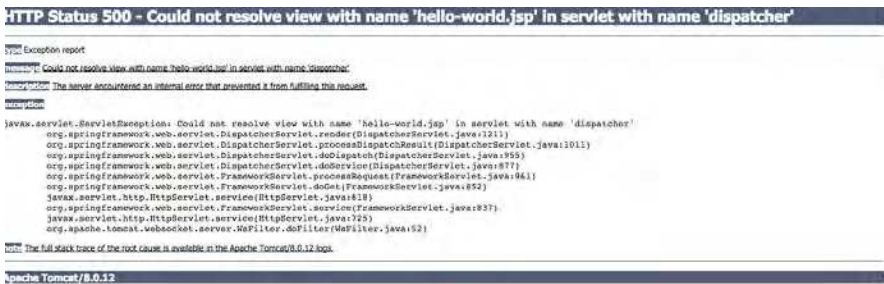 HTTP Status 500 - Could not resolve view with name 'hello-world.jsp' in servlet with name 'dispatcher'
type Exception report
message Could not resolve view with name 'hello-world.jsp' in servlet with name 'dispatcher'
description The server encountered an internal error that prevented it from fulfilling this request.
exception
javax.servlet.ServletException: Could not resolve view with name 'hello-world.jsp' in servlet with name 'dispatcher'
org.springframework.web.servlet.DispatcherServlet.render(DispatcherServlet.java:1211)
org.springframework.web.servlet.DispatcherServlet.processDispatchResult(DispatcherServlet.java:1011)
org.springframework.web.servlet.DispatcherServlet.doDispatch(DispatcherServlet.java:955)
org.springframework.web.servlet.DispatcherServlet.doService(DispatcherServlet.java:877)
org.springframework.web.servlet.FrameworkServlet.processRequest(FrameworkServlet.java:961)
org.springframework.web.servlet.FrameworkServlet.doGet(FrameworkServlet.java:852)
javax.servlet.http.HttpServlet.service(HttpServlet.java:618)
org.springframework.web.servlet.FrameworkServlet.service(FrameworkServlet.java:837)
javax.servlet.http.HttpServlet.service(HttpServlet.java:725)
org.apache.tomcat.websocket.server.WsFilter.doFilter(WsFilter.java:52)
note The full stack trace of the root cause is available in the Apache Tomcat/8.0.12 logs.
Apache Tomcat/8.0.12